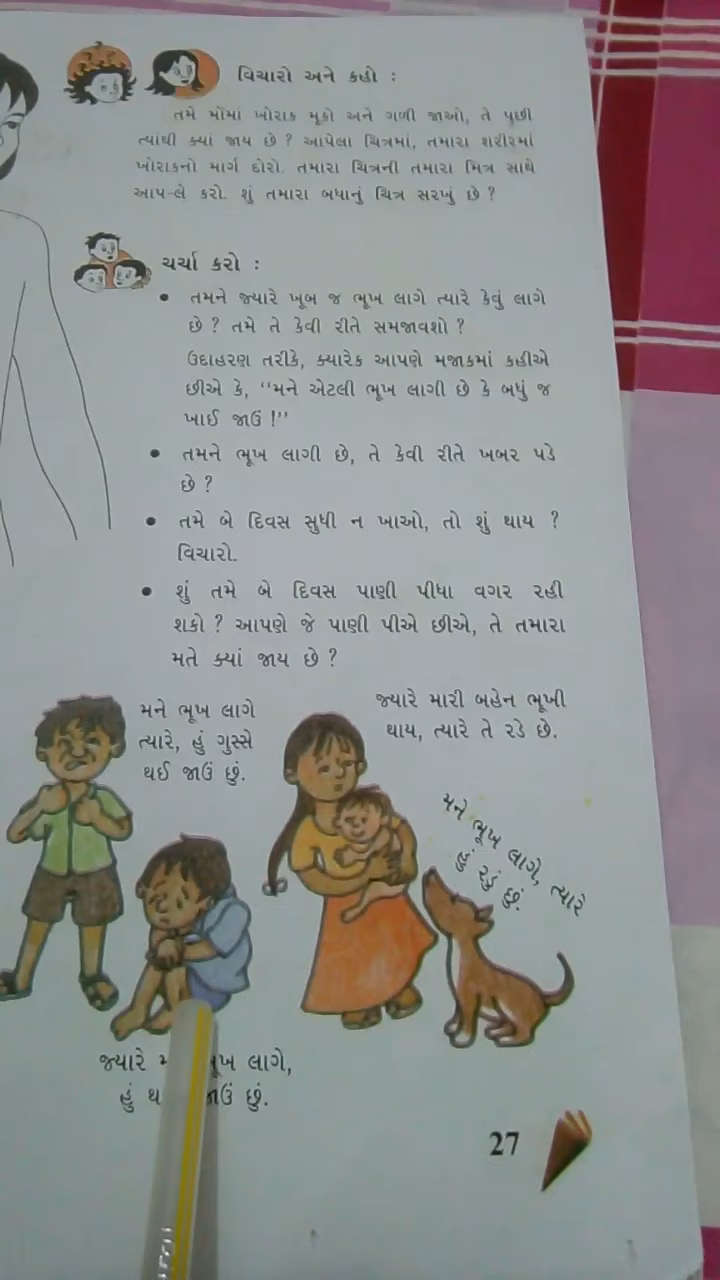 વિચારો અને કહો :
તમે મોંમાં ખોરાક મૂકો અને ગળી જાઓ, તે પછી
ત્યાંથી ક્યાં જાય છે ? આપેલા ચિત્રમાં, તમારા શરીરમાં
ખોરાકનો માર્ગ દોરો. તમારા ચિત્રની તમારા મિત્ર સાથે
આપ-લે કરો. શું તમારા બધાનું ચિત્ર સરખું છે ?
ચર્ચા કરો :
• તમને જ્યારે ખૂબ જ ભૂખ લાગે ત્યારે કેવું લાગે
છે ? તમે તે કેવી રીતે સમજાવશો ?
ઉદાહરણ તરીકે, ક્યારેક આપણે મજાકમાં કહીએ
છીએ કે, ‘‘મને એટલી ભૂખ લાગી છે કે બધું જ
ખાઈ જાઉં !’’
• તમને ભૂખ લાગી છે, તે કેવી રીતે ખબર પડે
છે ?
• તમે બે દિવસ સુધી ન ખાઓ, તો શું થાય ?
વિચારો.
• શું તમે બે દિવસ પાણી પીધા વગર રહી
શકો ? આપણે જે પાણી પીએ છીએ, તે તમારા
મતે ક્યાં જાય છે ?
મને ભૂખ લાગે
ત્યારે, હું ગુસ્સે
થઈ જાઉં છું.
જ્યારે મારી બહેન ભૂખી
થાય, ત્યારે તે રડે છે.
મને ભૂખ લાગે, ત્યારે
હું રડું છું.
જ્યારે લાગે,
હું છું.
27